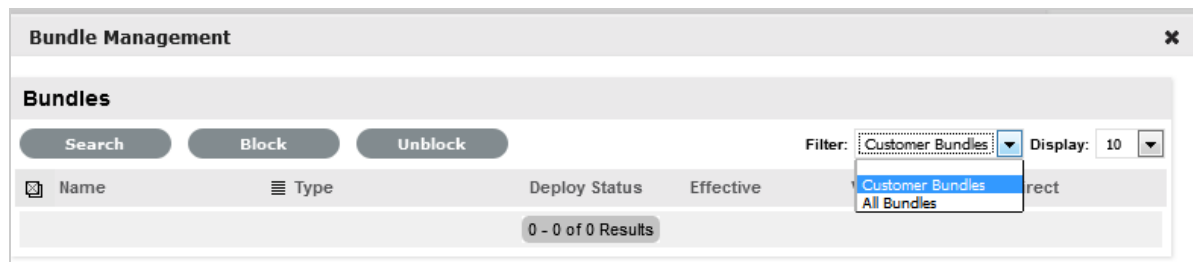 Bundle Management
Bundles
Search Block Unblock Filter: Customer Bundles Display: 10
Name Type Deploy Status Effective
Customer Bundles
All Bundles
0 - 0 of 0 Results